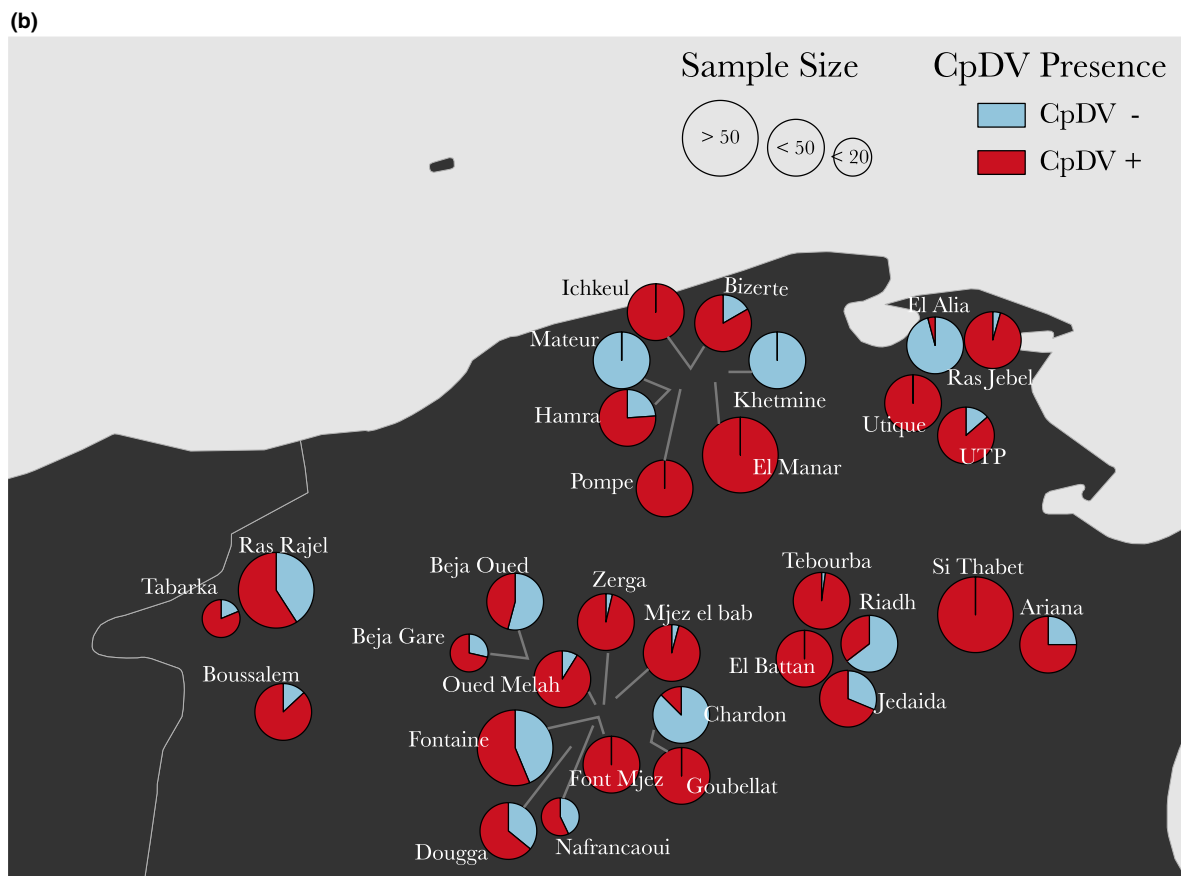 (b)
Sample Size
CpDV Presence
> 50
< 50
< 20
CpDV -
CpDV +
Ichkeul
Bizerte
Mateur
Khetmine
Hamra
El Manar
Pompe
El Alia
Ras Jebel
Utique
UTP
Ras Rajel
Tabarka
Boussalem
Beja Oued
Zerga
Beja Gare
Mjez el bab
Oued Melah
Chardon
Fontaine
Font Mjez
Goubellat
Dougga
Nafrancaoui
Tebourba
Riadh
El Battan
Jedaida
Si Thabet
Ariana